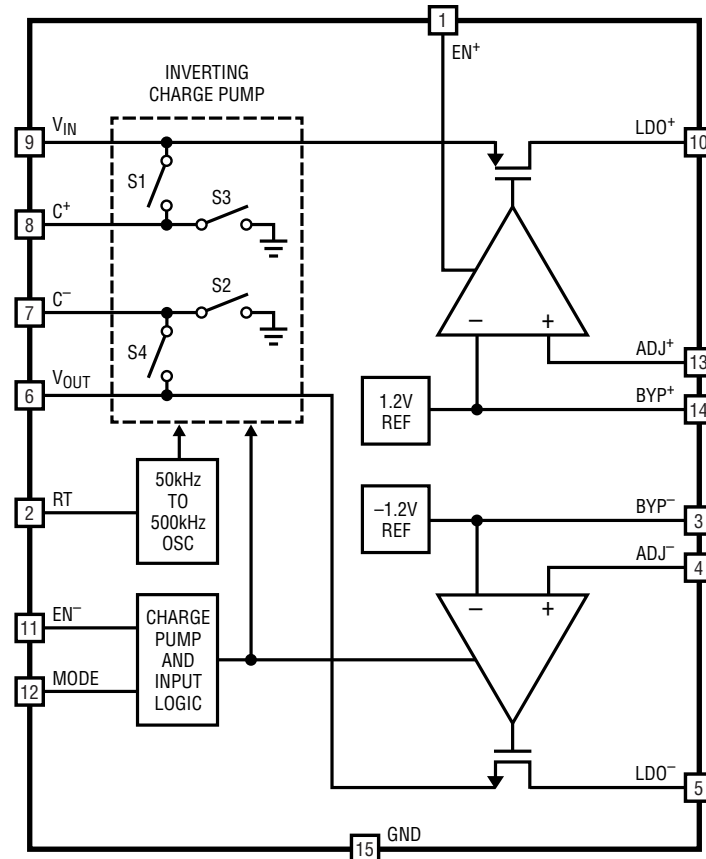 1
EN⁺
INVERTING
CHARGE PUMP
9
VIN
LDO⁺
10
S1
S3
8
C⁺
7
C⁻
S2
S4
–
+
ADJ⁺
13
6
VOUT
1.2V
REF
BYP⁺
14
50kHz
TO
500kHz
OSC
2
RT
–1.2V
REF
BYP⁻
3
ADJ⁻
4
–
+
11
EN⁻
12
MODE
CHARGE
PUMP
AND
INPUT
LOGIC
LDO⁻
5
15
GND